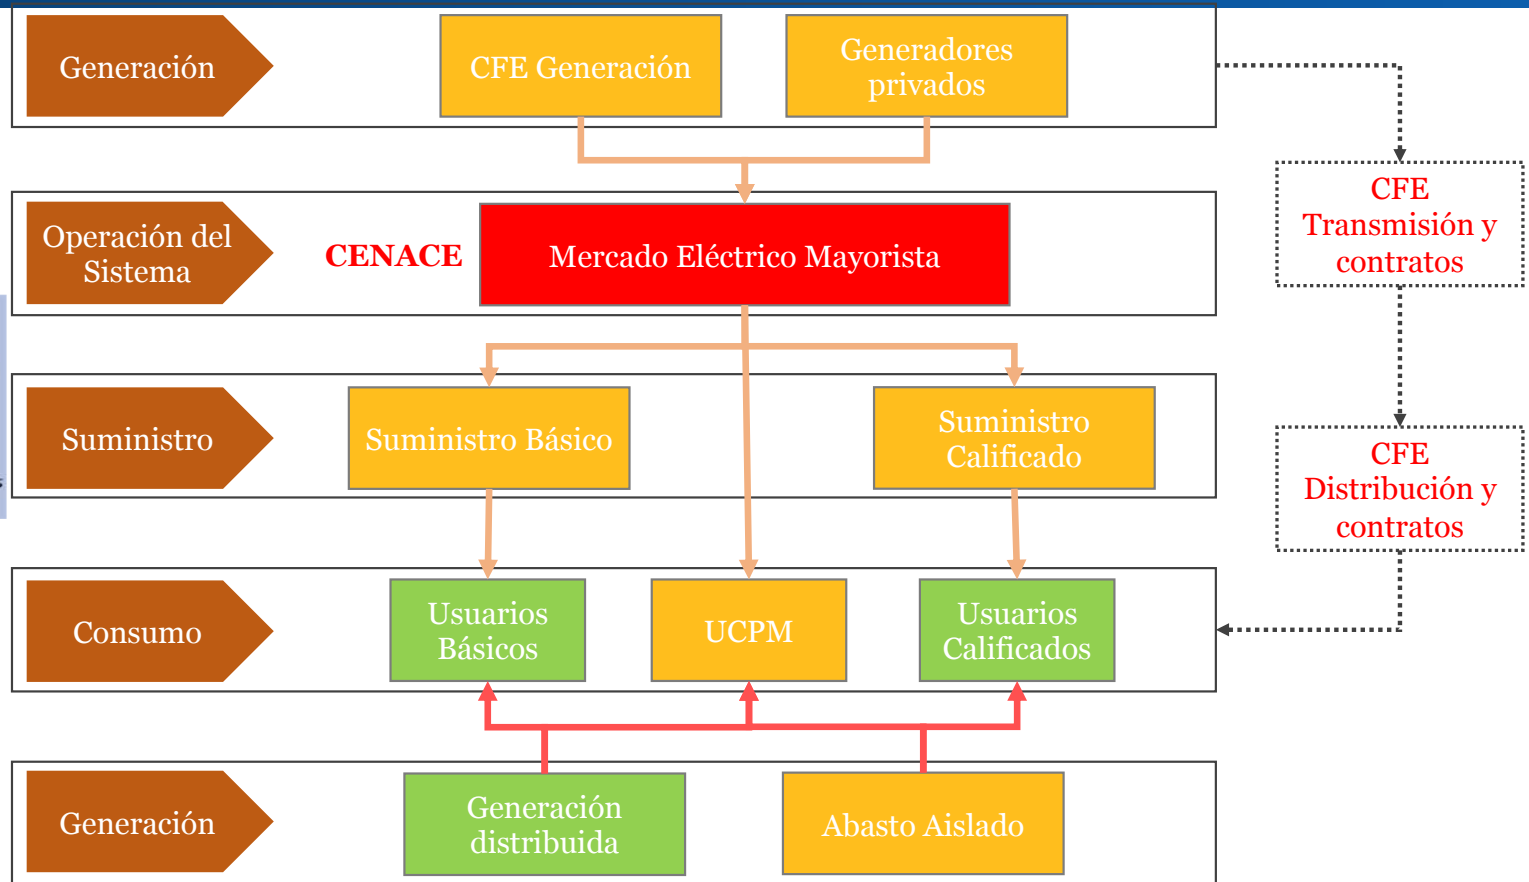 Generación
CFE Generación
Generadores
privados
CFE
Transmisión y
contratos
Operación del
Sistema
CENACE
Mercado Eléctrico Mayorista
Suministro
Suministro Básico
Suministro
Calificado
CFE
Distribución y
contratos
Consumo
Usuarios
Básicos
UCPM
Usuarios
Calificados
Generación
Generación
distribuida
Abasto Aislado